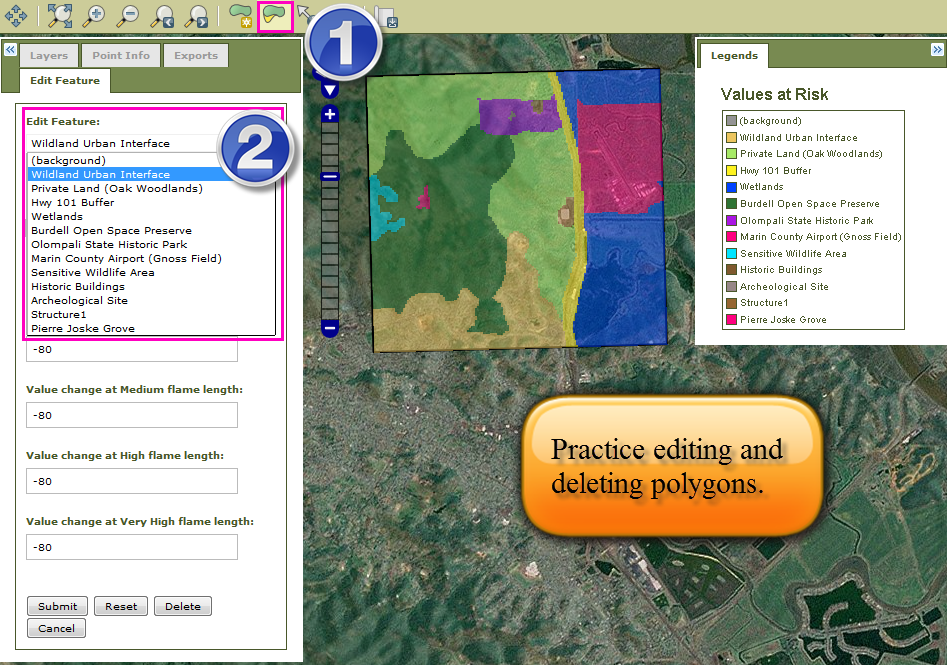 1
Layers
Point Info
Exports
Edit Feature
Edit Feature:
Wildland Urban Interface
2
(background)
Wildland Urban Interface
Private Land (Oak Woodlands)
Hwy 101 Buffer
Wetlands
Burdell Open Space Preserve
Olompali State Historic Park
Marin County Airport (Gnoss Field)
Sensitive Wildlife Area
Historic Buildings
Archeological Site
Structure1
Pierre Joske Grove
-80
Value change at Medium flame length:
-80
Value change at High flame length:
-80
Value change at Very High flame length:
-80
Submit
Reset
Delete
Cancel
Legends
Values at Risk
(background)
Wildland Urban Interface
Private Land (Oak Woodlands)
Hwy 101 Buffer
Wetlands
Burdell Open Space Preserve
Olompali State Historic Park
Marin County Airport (Gnoss Field)
Sensitive Wildlife Area
Historic Buildings
Archeological Site
Structure1
Pierre Joske Grove
Practice editing and
deleting polygons.